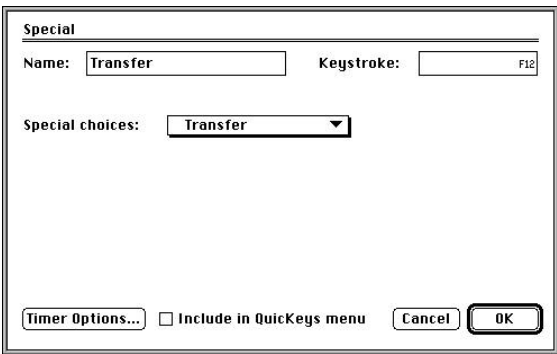 Special
Name: Transfer Keystroke: F12
Special choices: Transfer
Timer Options... Include in QuicKeys menu Cancel OK